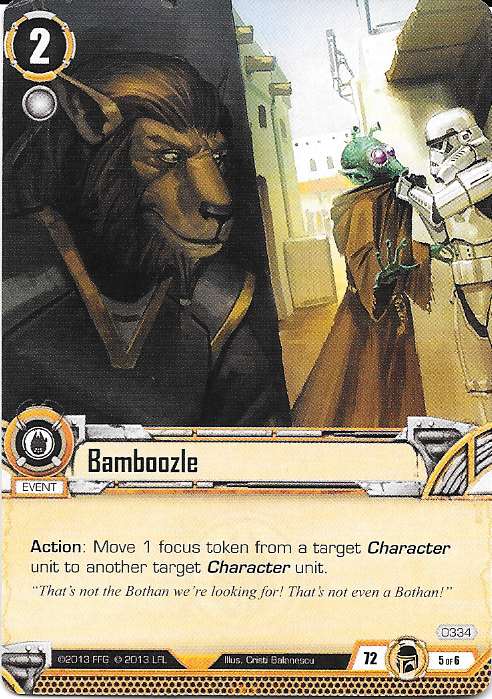 2
Bamboozle
EVENT
Action: Move 1 focus token from a target Character
unit to another target Character unit.
“That's not the Bothan we're looking for! That's not even a Bothan!”
0334
©2013 FFG © 2013 LFL
Illus. Cristi Balanescu
72
5 of 6